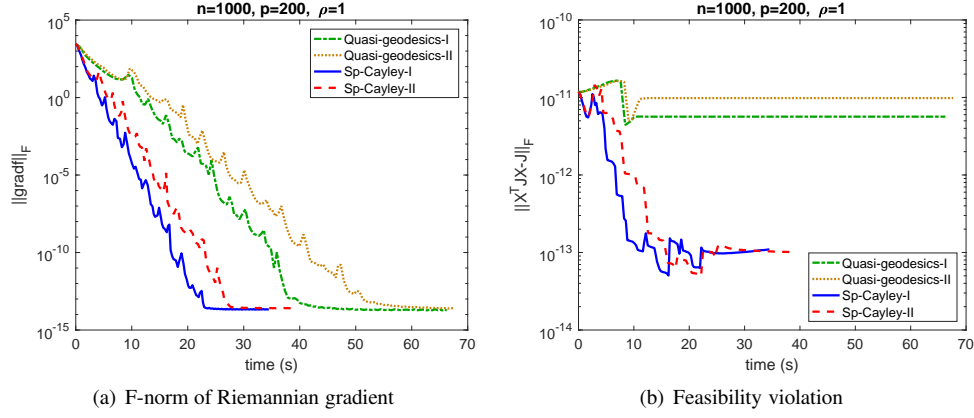 n=1000, p=200, ρ=1
10^5
10^0
10^-5
10^-10
10^-15
||gradf||_F
0 10 20 30 40 50 60 70
time (s)
Quasi-geodesics-I
Quasi-geodesics-II
Sp-Cayley-I
Sp-Cayley-II
(a) F-norm of Riemannian gradient
n=1000, p=200, ρ=1
10^-10
10^-11
10^-12
10^-13
10^-14
||X^TJX-J||_F
0 10 20 30 40 50 60 70
time (s)
Quasi-geodesics-I
Quasi-geodesics-II
Sp-Cayley-I
Sp-Cayley-II
(b) Feasibility violation